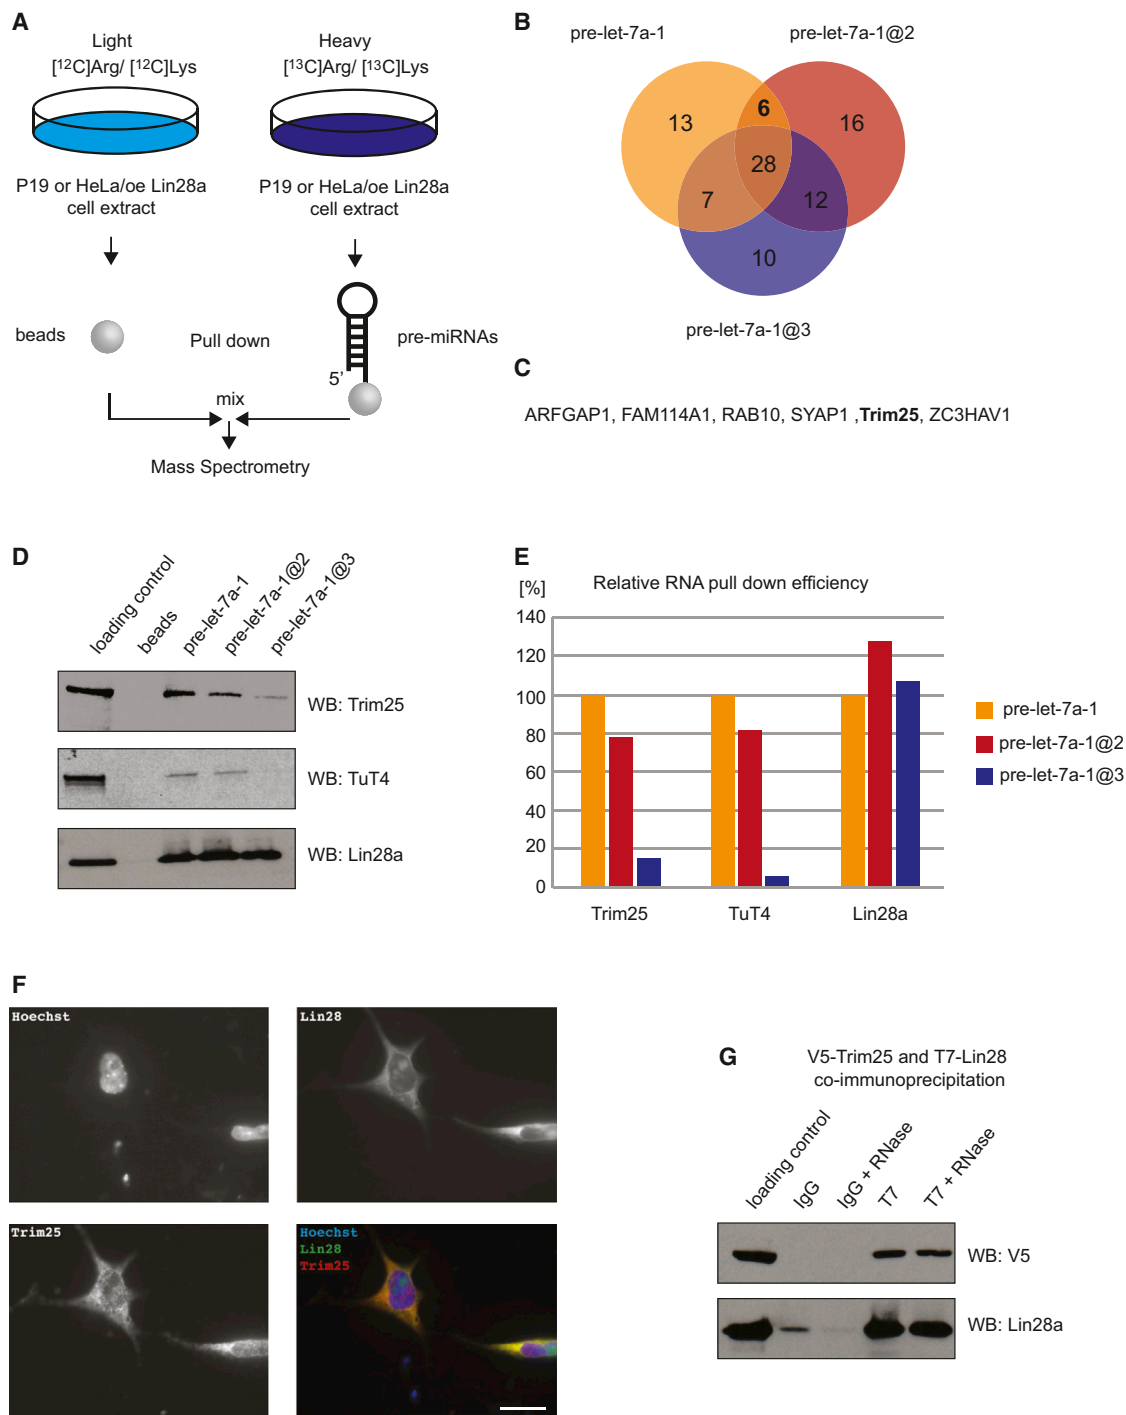 A
Light
[12C]Arg/ [12C]Lys
Heavy
[13C]Arg/ [13C]Lys
P19 or HeLa/oe Lin28a
cell extract
P19 or HeLa/oe Lin28a
cell extract
beads
Pull down
pre-miRNAs
5’
mix
Mass Spectrometry
B
pre-let-7a-1
pre-let-7a-1@2
13
6
16
28
7
12
10
pre-let-7a-1@3
C
ARFGAP1, FAM114A1, RAB10, SYAP1 ,Trim25, ZC3HAV1
D
loading control
beads
pre-let-7a-1
pre-let-7a-1@2
pre-let-7a-1@3
WB: Trim25
WB: TuT4
WB: Lin28a
E
[%]
Relative RNA pull down efficiency
140
120
100
80
60
40
20
0
Trim25
TuT4
Lin28a
pre-let-7a-1
pre-let-7a-1@2
pre-let-7a-1@3
F
Hoechst
Lin28
Trim25
Hoechst
Lin28
Trim25
G
V5-Trim25 and T7-Lin28
co-immunoprecipitation
loading control
IgG
IgG + RNase
T7
T7 + RNase
WB: V5
WB: Lin28a